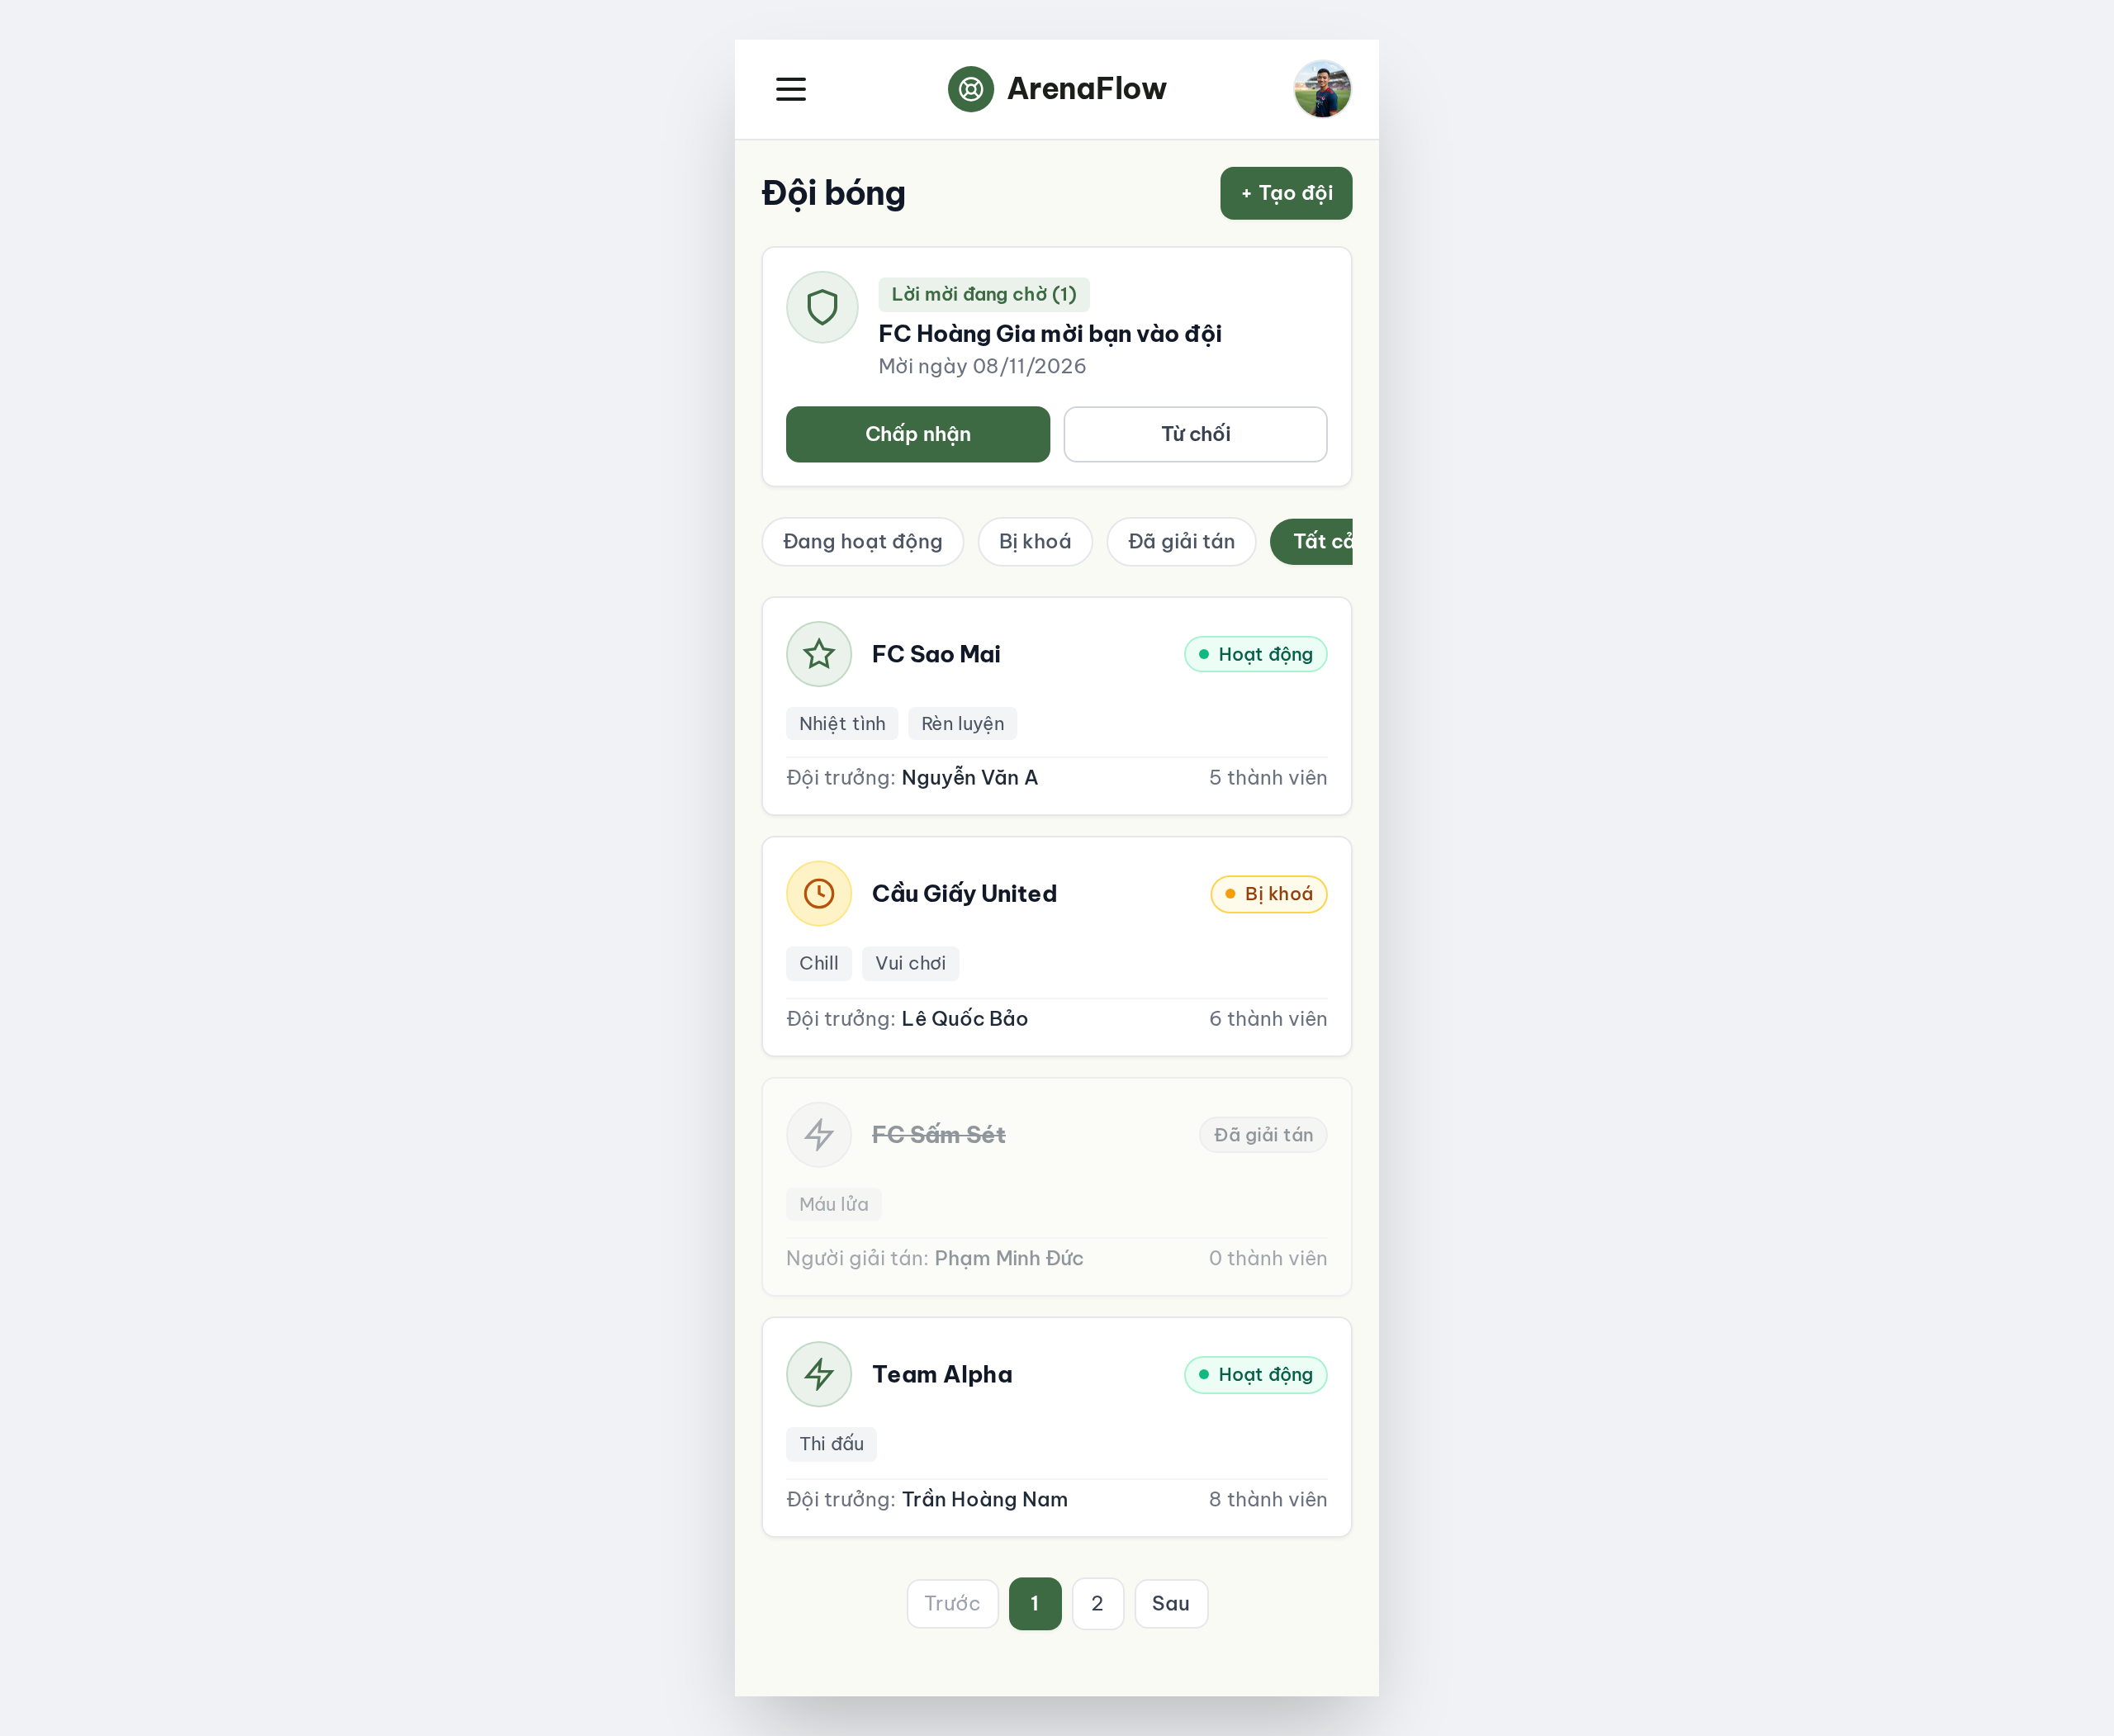 ArenaFlow
Đội bóng
+ Tạo đội
Lời mời đang chờ (1)
FC Hoàng Gia mời bạn vào đội
Mời ngày 08/11/2026
Chấp nhận
Từ chối
Đang hoạt động
Bị khoá
Đã giải tán
Tất cả
FC Sao Mai
Hoạt động
Nhiệt tình
Rèn luyện
Đội trưởng: Nguyễn Văn A
5 thành viên
Cầu Giấy United
Bị khoá
Chill
Vui chơi
Đội trưởng: Lê Quốc Bảo
6 thành viên
FC Sấm Sét
Đã giải tán
Máu lửa
Người giải tán: Phạm Minh Đức
0 thành viên
Team Alpha
Hoạt động
Thi đấu
Đội trưởng: Trần Hoàng Nam
8 thành viên
Trước
1
2
Sau